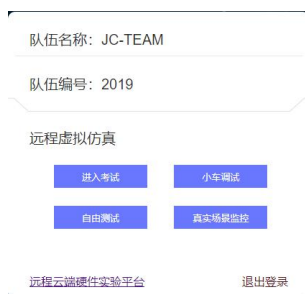 队伍名称：JC-TEAM
队伍编号：2019
远程虚拟仿真
进入考试 小车调试
自由测试 真实场景监控
远程云端硬件实验平台 退出登录